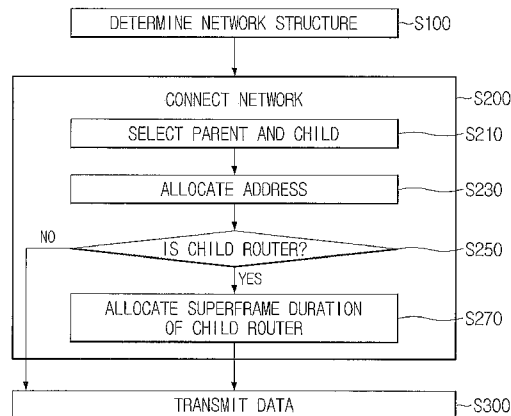 DETERMINE NETWORK STRUCTURE
S100
CONNECT NETWORK
S200
SELECT PARENT AND CHILD
S210
ALLOCATE ADDRESS
S230
NO
IS CHILD ROUTER?
S250
YES
ALLOCATE SUPERFRAME DURATION
OF CHILD ROUTER
S270
TRANSMIT DATA
S300